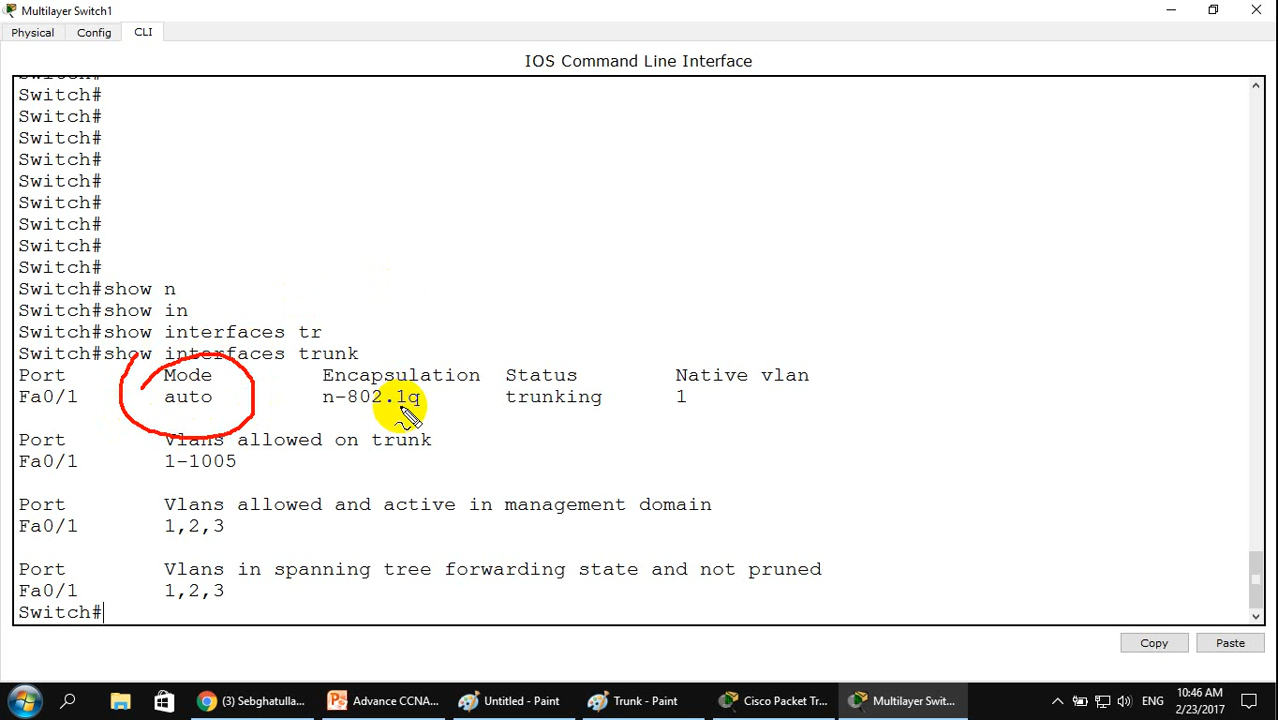 Multilayer Switch1
Physical Config CLI
IOS Command Line Interface
Switch#
Switch#
Switch#
Switch#
Switch#
Switch#
Switch#
Switch#
Switch#
Switch#
Switch#show n
Switch#show in
Switch#show interfaces tr
Switch#show interfaces trunk
Port Mode Encapsulation Status Native vlan
Fa0/1 auto n-802.1q trunking 1
Port Vlans allowed on trunk
Fa0/1 1-1005
Port Vlans allowed and active in management domain
Fa0/1 1,2,3
Port Vlans in spanning tree forwarding state and not pruned
Fa0/1 1,2,3
Switch#
Copy Paste
(3) Sebghatulla... Advance CCNA... Untitled - Paint Trunk - Paint Cisco Packet Tr... Multilayer Swit... ENG 10:46 AM
2/23/2017